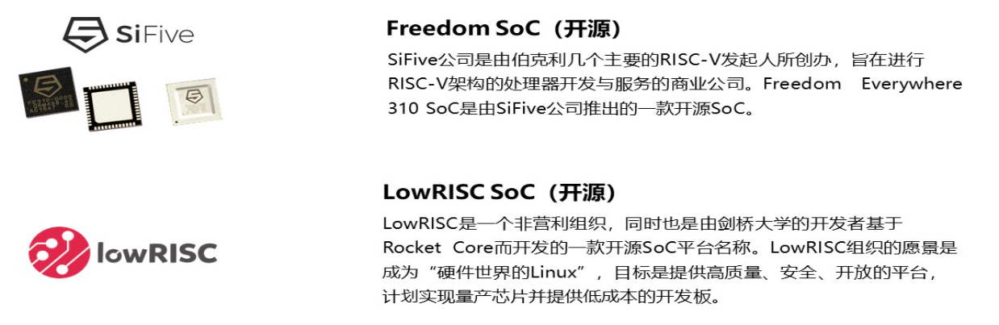 SiFive
Freedom SoC（开源）
SiFive公司是由伯克利几个主要的RISC-V发起人所创办，旨在进行
RISC-V架构的处理器开发与服务的商业公司。Freedom Everywhere
310 SoC是由SiFive公司推出的一款开源SoC。
LowRISC SoC（开源）
lowRISC
LowRISC是一个非营利组织，同时也是由剑桥大学的开发者基于
Rocket Core而开发的一款开源SoC平台名称。LowRISC组织的愿景是
成为“硬件世界的Linux”，目标是提供高质量、安全、开放的平台，
计划实现量产芯片并提供低成本的开发板。